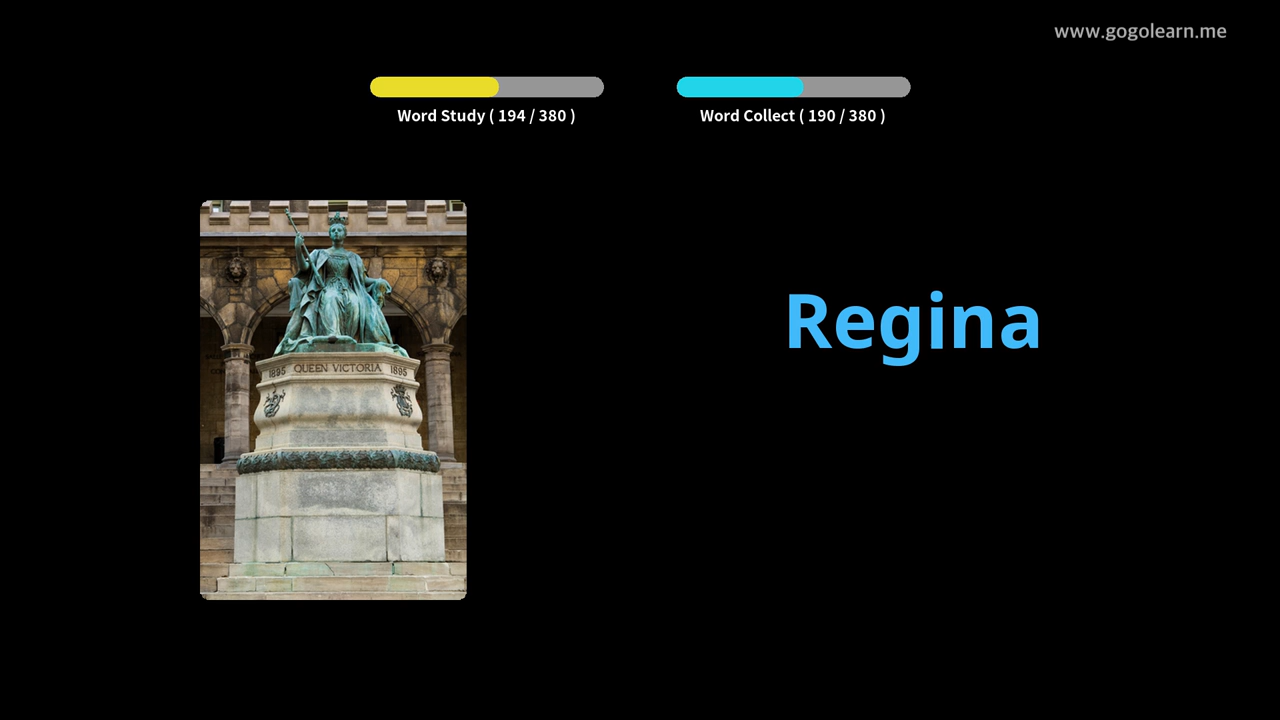 www.gogolearn.me
Word Study ( 194 / 380 )
Word Collect ( 190 / 380 )
1895 QUEEN VICTORIA 1895
Regina